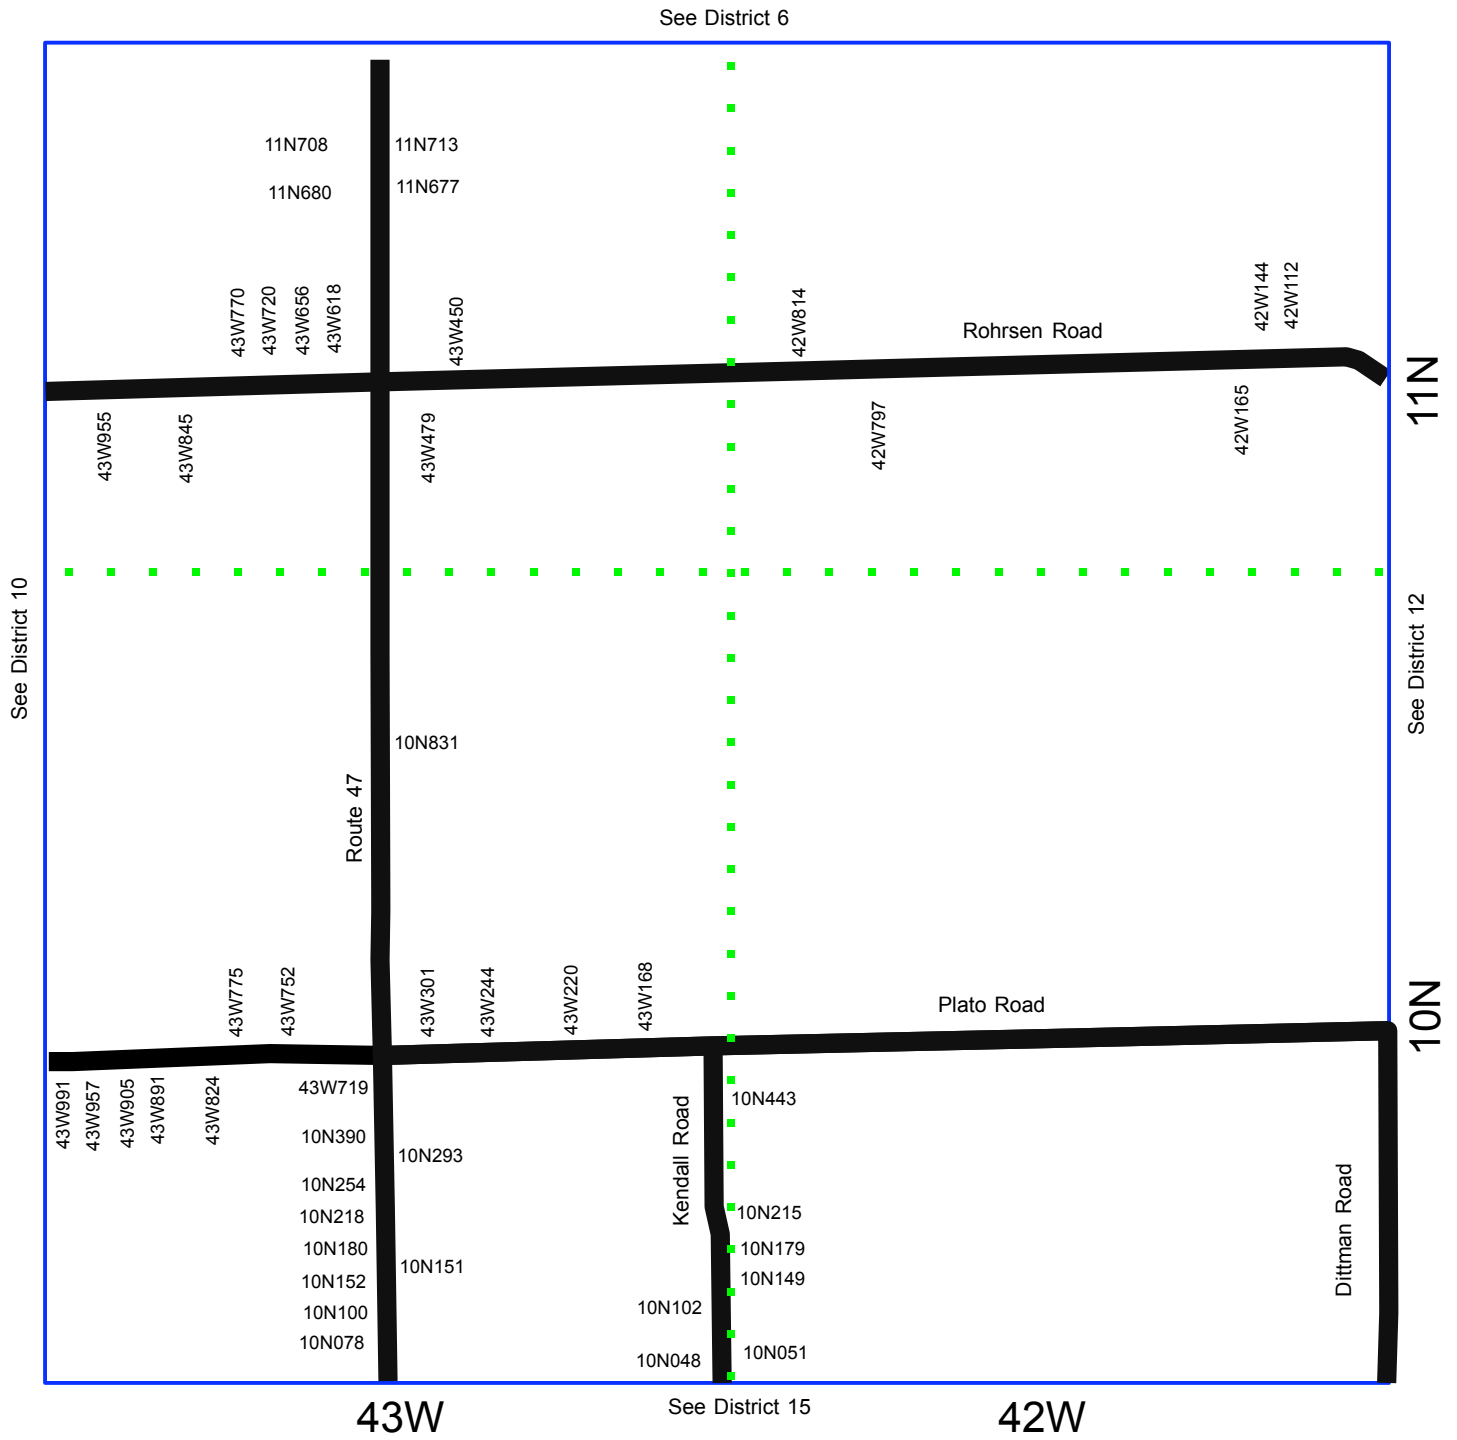 See District 6
11N708
11N713
11N680
11N677
43W770
43W720
43W656
43W618
43W450
42W814
Rohrsen Road
42W144
42W112
11N
43W955
43W845
43W479
42W797
42W165
See District 10
See District 12
10N831
Route 47
43W775
43W752
43W301
43W244
43W220
43W168
Plato Road
10N
43W991
43W957
43W905
43W891
43W824
43W719
10N390
10N293
10N254
10N218
10N180
10N151
10N152
10N100
10N078
Kendall Road
10N443
10N215
10N179
10N149
10N102
10N051
10N048
Dittman Road
43W
See District 15
42W